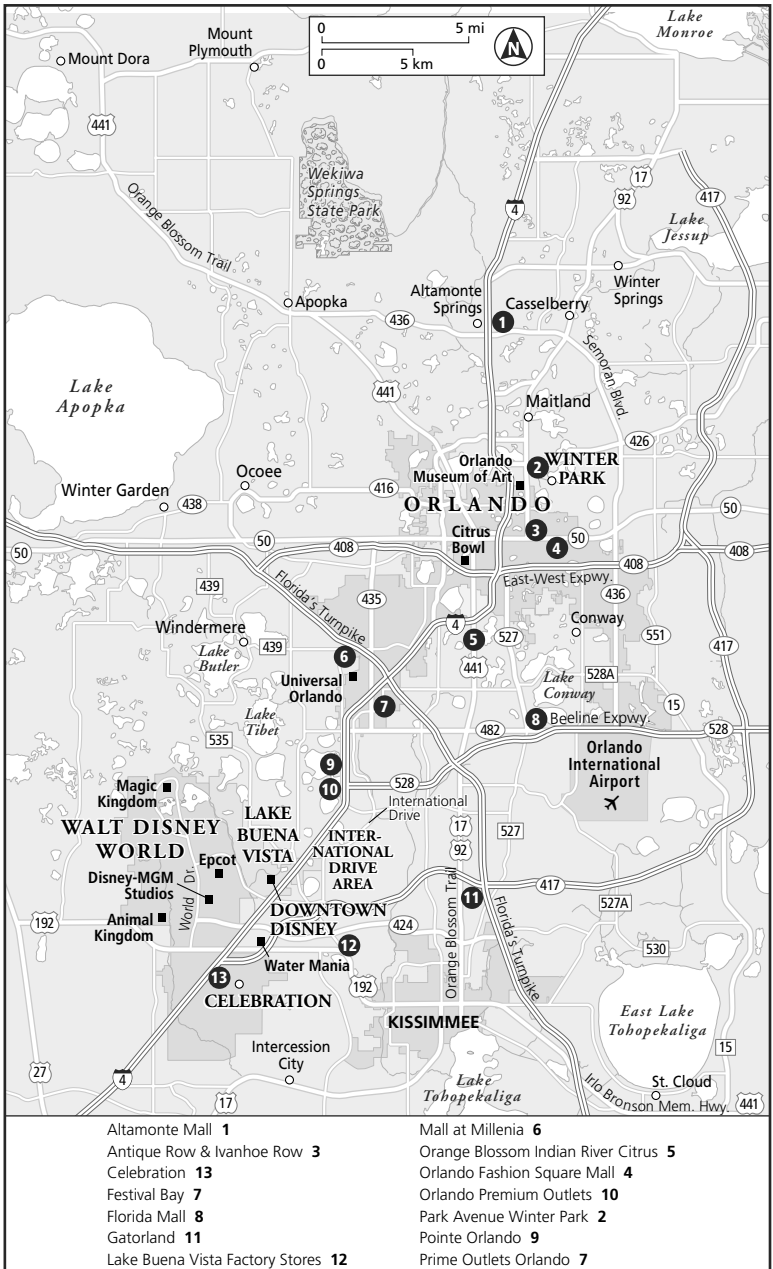 0 5 mi
0 5 km
N
Lake
Monroe
Mount
Plymouth
Mount Dora
441
Wekiwa
Springs
State Park
17
92
417
4
Orange Blossom Trail
Lake
Jessup
Winter
Springs
Altamonte
Springs
Casselberry
Apopka
436
1
Semoran Blvd.
Lake
Apopka
441
Maitland
426
Orlando
Museum of Art
2
WINTER
PARK
Ocoee
Winter Garden
438
416
ORLANDO
50
3
50
Citrus
Bowl
4
50
50
408
408
East-West Expwy.
408
Florida's Turnpike
439
435
436
4
Windermere
439
Lake
Butler
5
527
Conway
551
417
6
441
528A
Universal
Orlando
Lake
Conway
7
15
Lake
Tibet
535
482
8
Beeline Expwy.
528
Orlando
International
Airport
9
10
528
Magic
Kingdom
International
Drive
LAKE
BUENA
VISTA
WALT DISNEY
WORLD
INTER-
NATIONAL
DRIVE
AREA
17
92
527
Epcot
Disney-MGM
Studios
World Dr.
417
11
Orange Blossom Trail
527A
Animal
Kingdom
192
DOWNTOWN
DISNEY
424
Florida's Turnpike
12
530
Water Mania
13
192
CELEBRATION
KISSIMMEE
East Lake
Tohopekaliga
15
Intercession
City
27
4
17
Lake
Tohopekaliga
St. Cloud
Irlo Bronson Mem. Hwy.
441
Altamonte Mall 1
Antique Row & Ivanhoe Row 3
Celebration 13
Festival Bay 7
Florida Mall 8
Gatorland 11
Lake Buena Vista Factory Stores 12
Mall at Millenia 6
Orange Blossom Indian River Citrus 5
Orlando Fashion Square Mall 4
Orlando Premium Outlets 10
Park Avenue Winter Park 2
Pointe Orlando 9
Prime Outlets Orlando 7